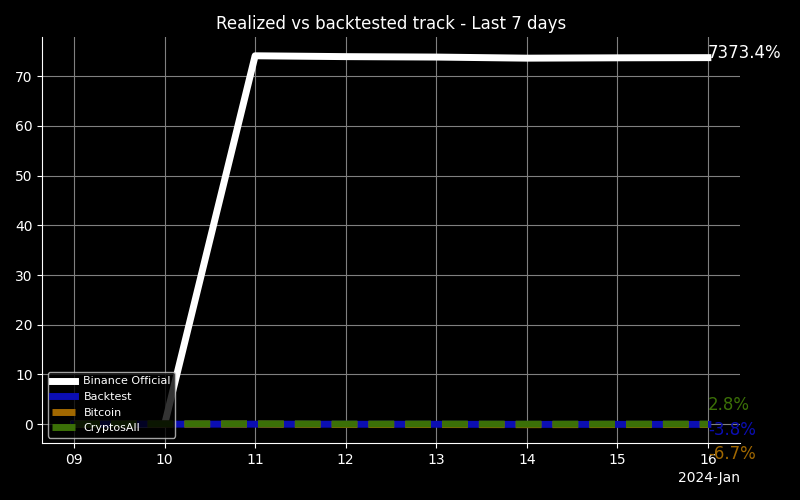 Realized vs backtested track - Last 7 days
7373.4%
70
60
50
40
30
20
10
0
Binance Official
Backtest
Bitcoin
CryptosAll
2.8%
-3.8%
-6.7%
09 10 11 12 13 14 15 16
2024-Jan